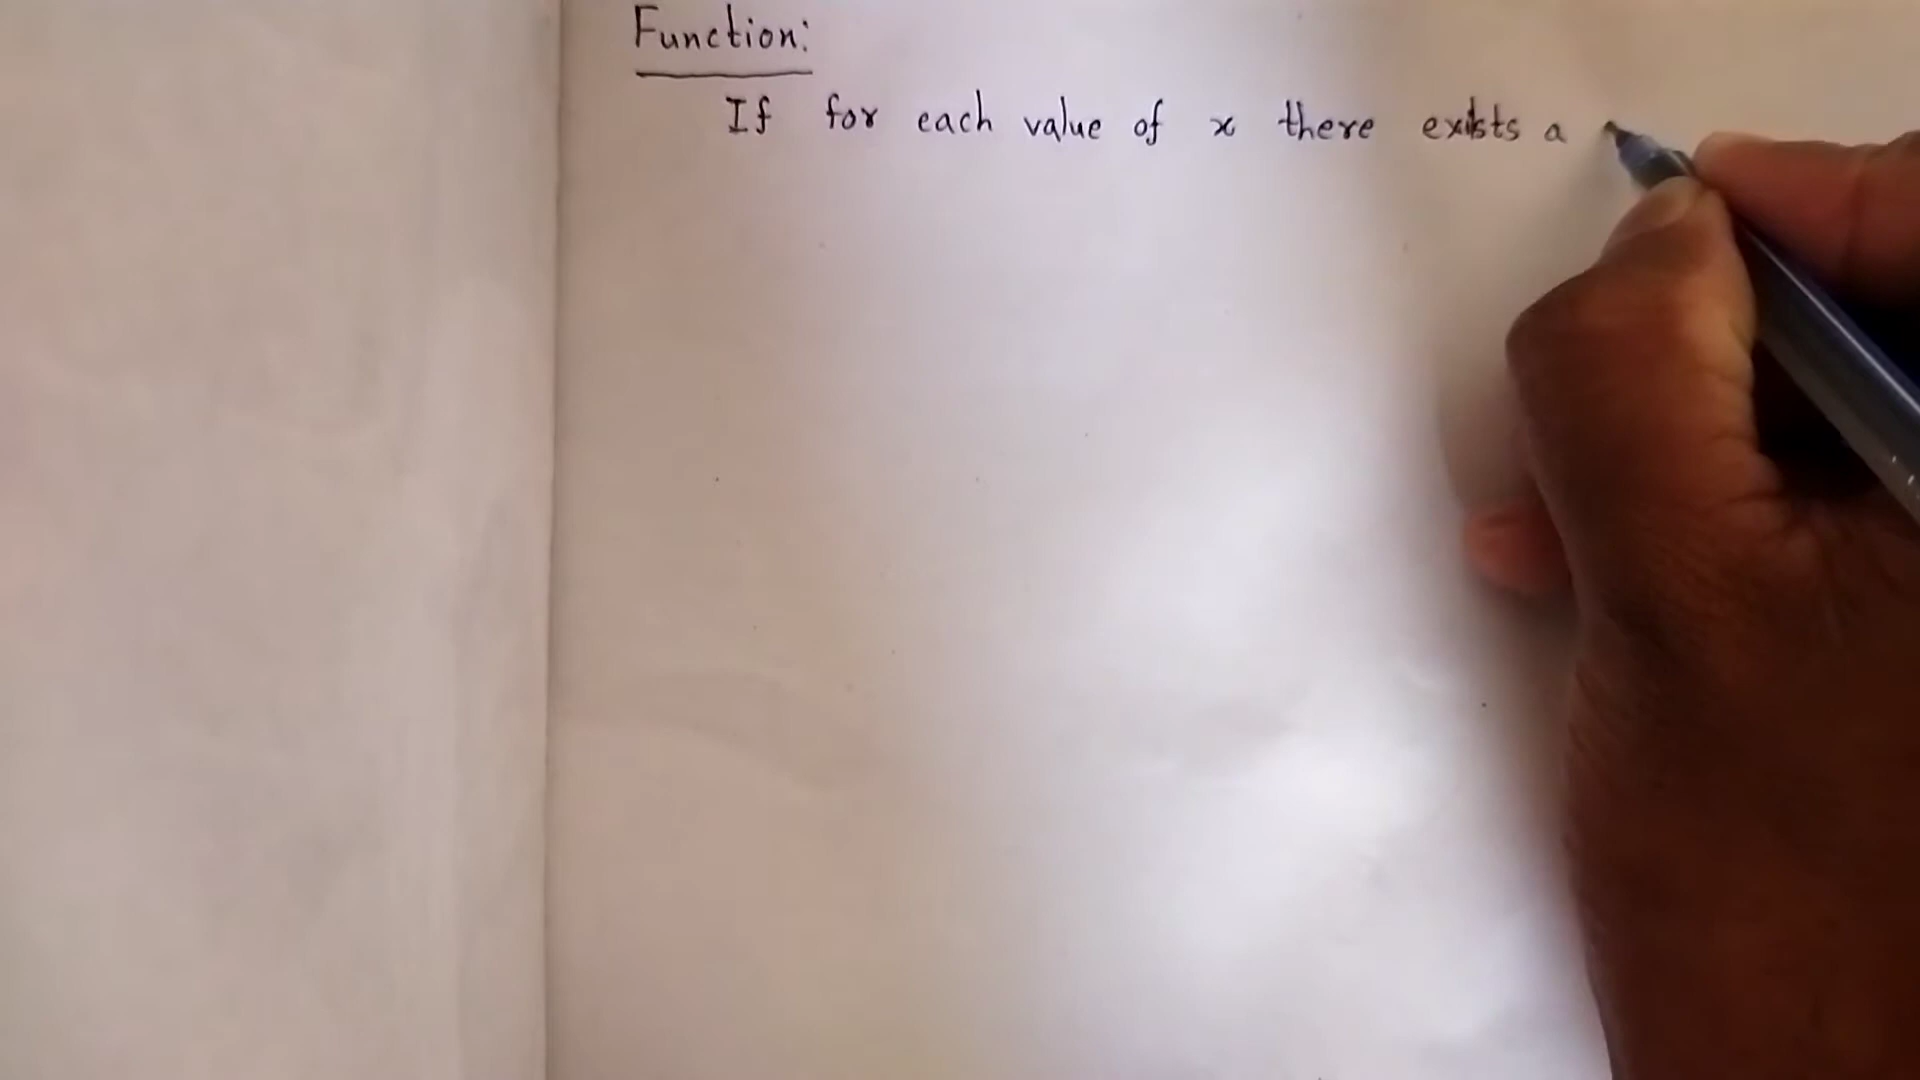 Function:
If for each value of x there exists a